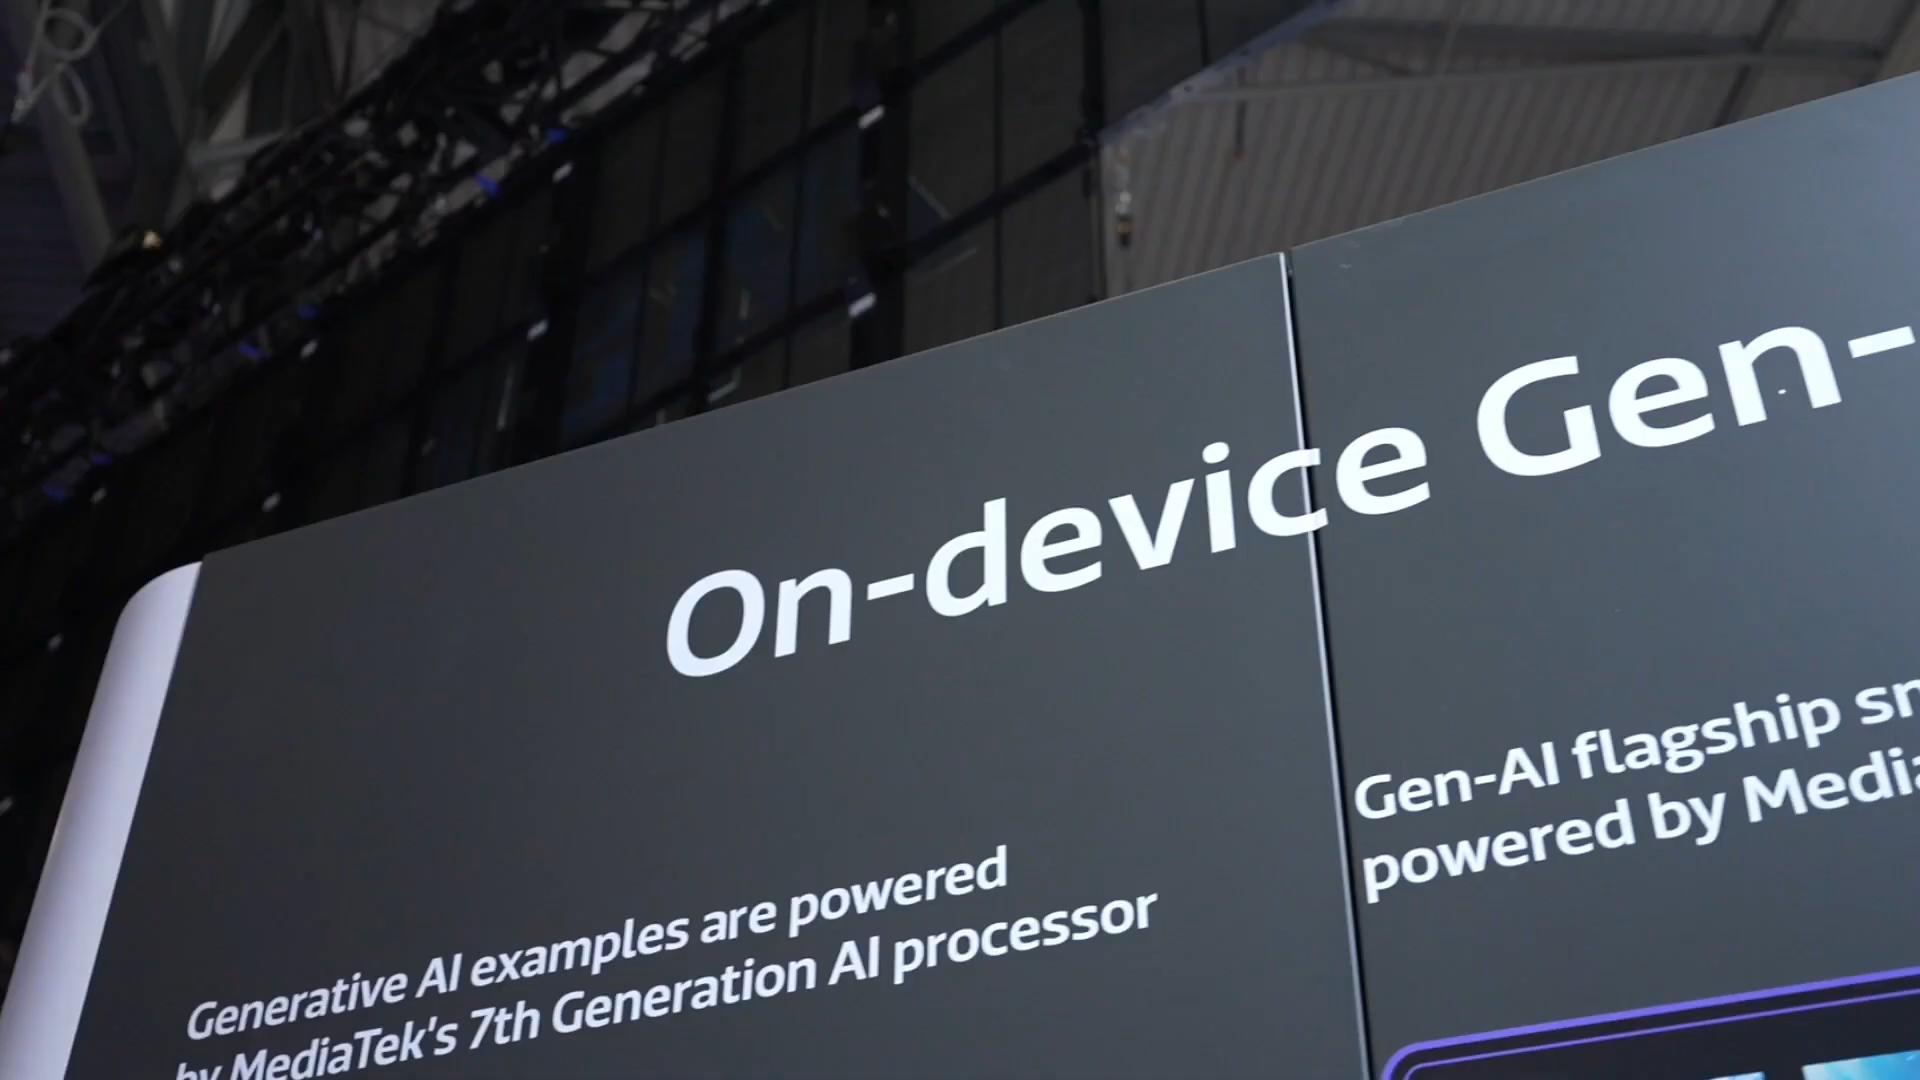 On-device Gen-
Generative AI examples are powered
by MediaTek's 7th Generation AI processor
Gen-AI flagship
powered by